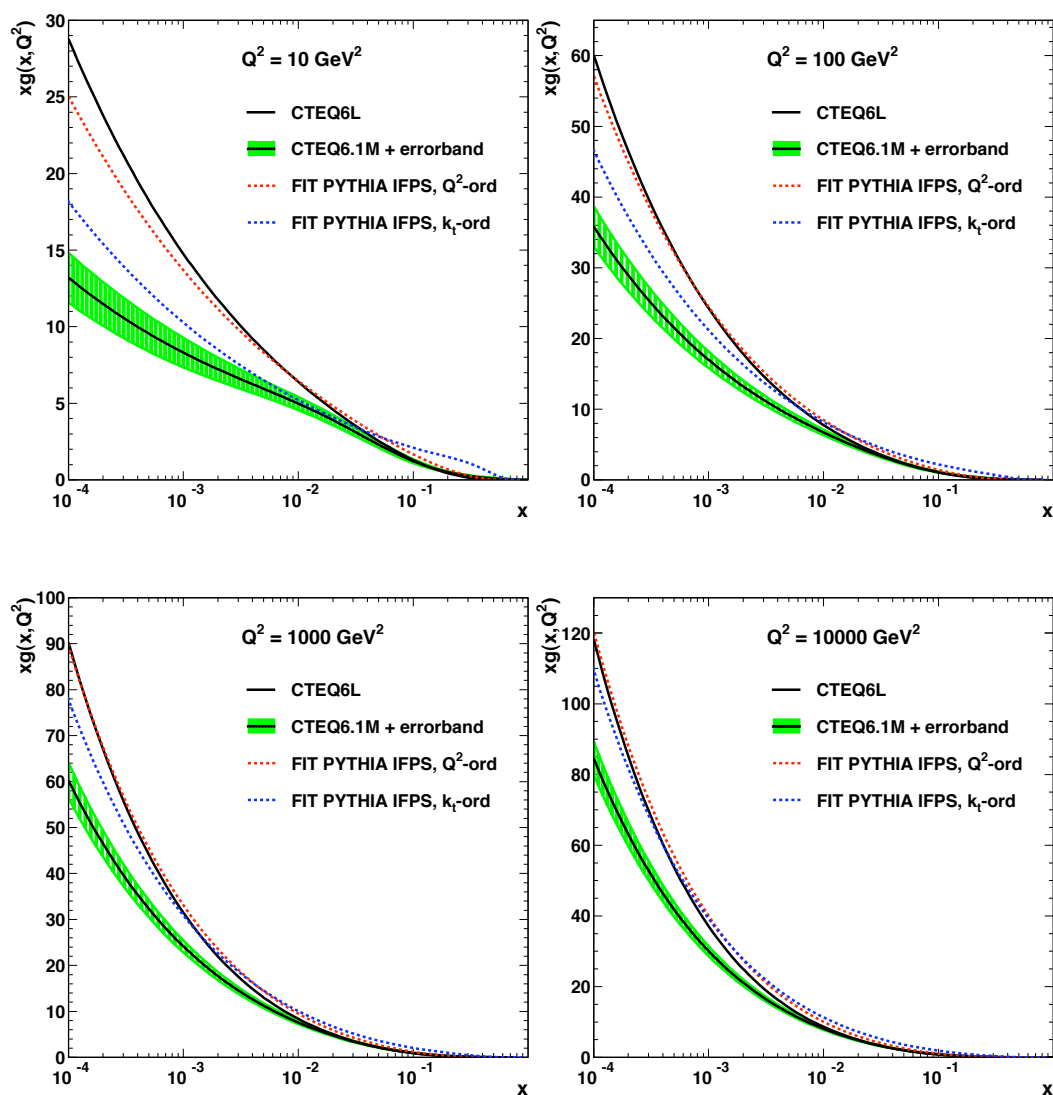 xg(x,Q²)
30
25
20
15
10
5
0
Q² = 10 GeV²
CTEQ6L
CTEQ6.1M + errorband
FIT PYTHIA IFPS, Q²-ord
FIT PYTHIA IFPS, kₜ-ord
10⁻⁴ 10⁻³ 10⁻² 10⁻¹
x
xg(x,Q²)
60
50
40
30
20
10
0
Q² = 100 GeV²
CTEQ6L
CTEQ6.1M + errorband
FIT PYTHIA IFPS, Q²-ord
FIT PYTHIA IFPS, kₜ-ord
10⁻⁴ 10⁻³ 10⁻² 10⁻¹
x
xg(x,Q²)
100
90
80
70
60
50
40
30
20
10
0
Q² = 1000 GeV²
CTEQ6L
CTEQ6.1M + errorband
FIT PYTHIA IFPS, Q²-ord
FIT PYTHIA IFPS, kₜ-ord
10⁻⁴ 10⁻³ 10⁻² 10⁻¹
x
xg(x,Q²)
120
100
80
60
40
20
0
Q² = 10000 GeV²
CTEQ6L
CTEQ6.1M + errorband
FIT PYTHIA IFPS, Q²-ord
FIT PYTHIA IFPS, kₜ-ord
10⁻⁴ 10⁻³ 10⁻² 10⁻¹
x